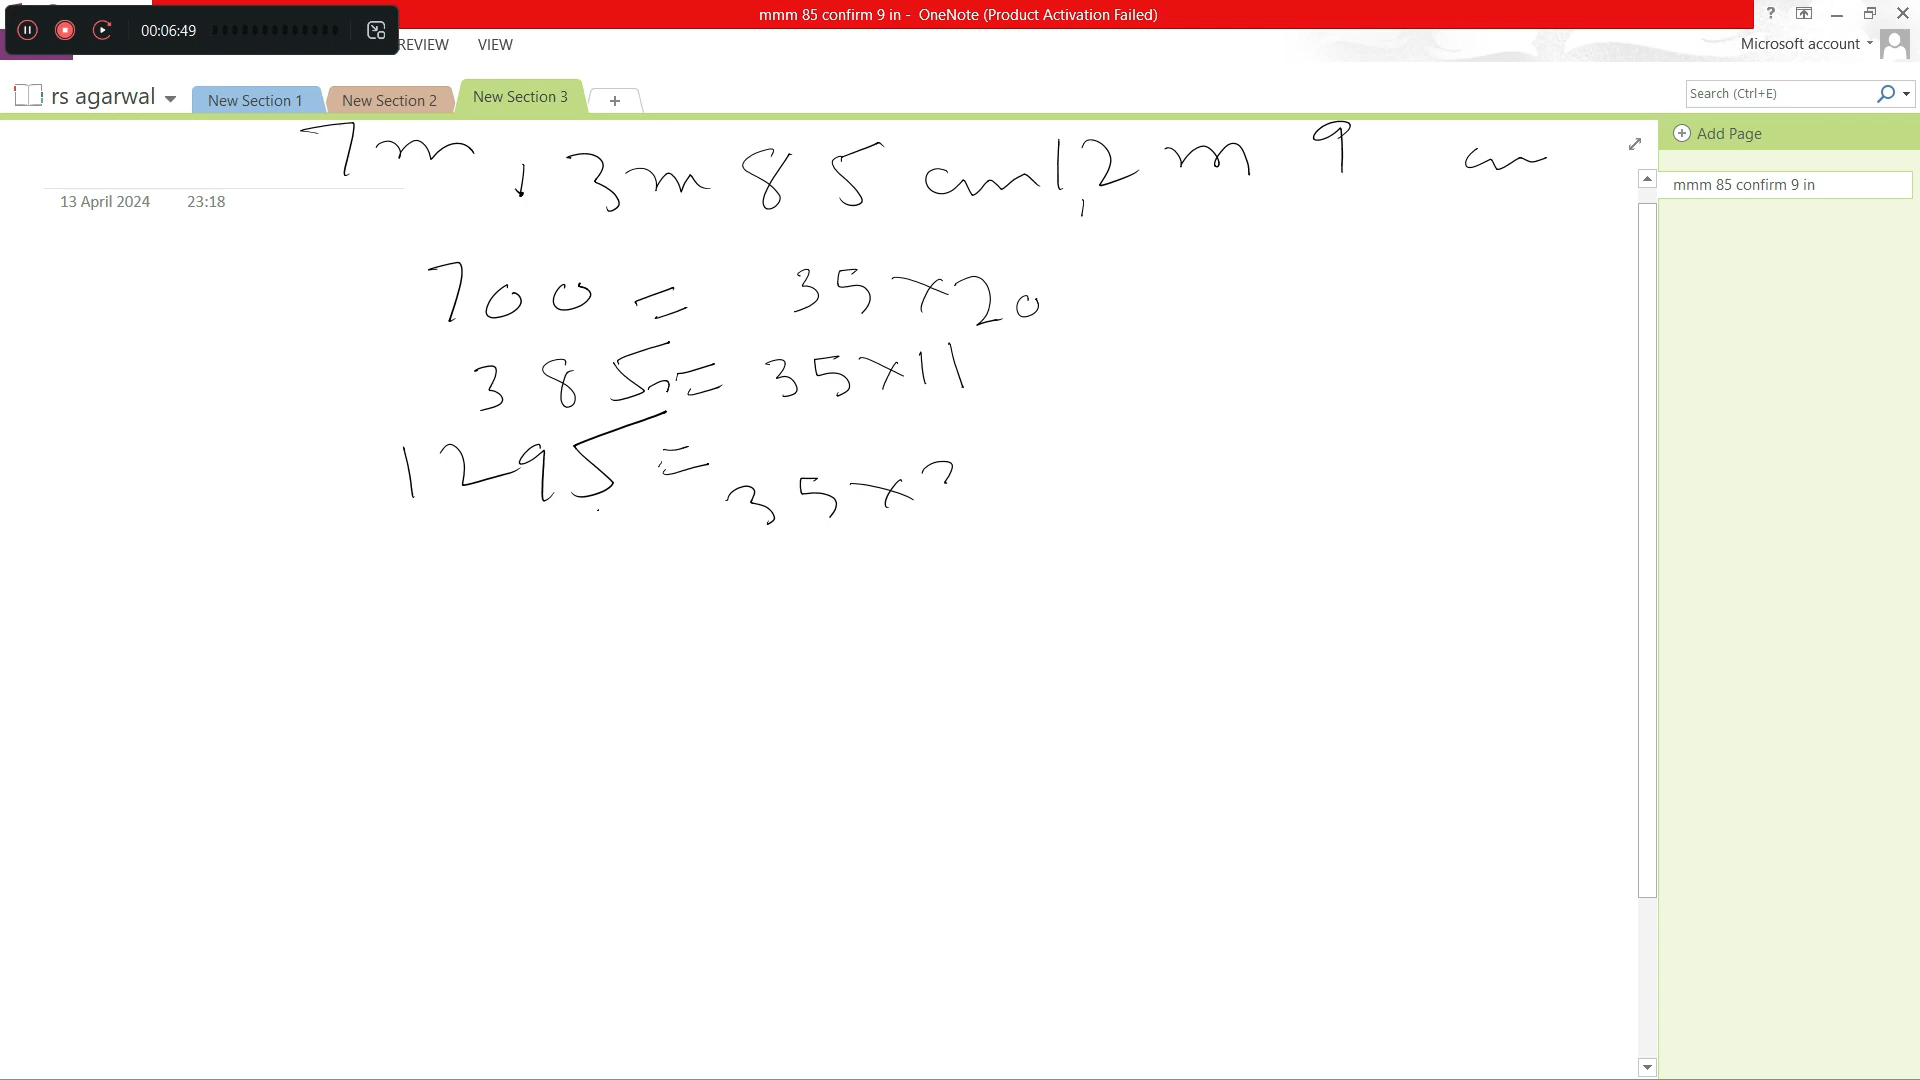 00:06:49
mmm 85 confirm 9 in - OneNote (Product Activation Failed)
?
REVIEW VIEW
Microsoft account
rs agarwal
New Section 1
New Section 2
New Section 3
+
Search (Ctrl+E)
Add Page
mmm 85 confirm 9 in
7m , 3m 85 cm, 12 m 9
13 April 2024 23:18
700 = 35×20
385 = 35×11
1295 = 35×3